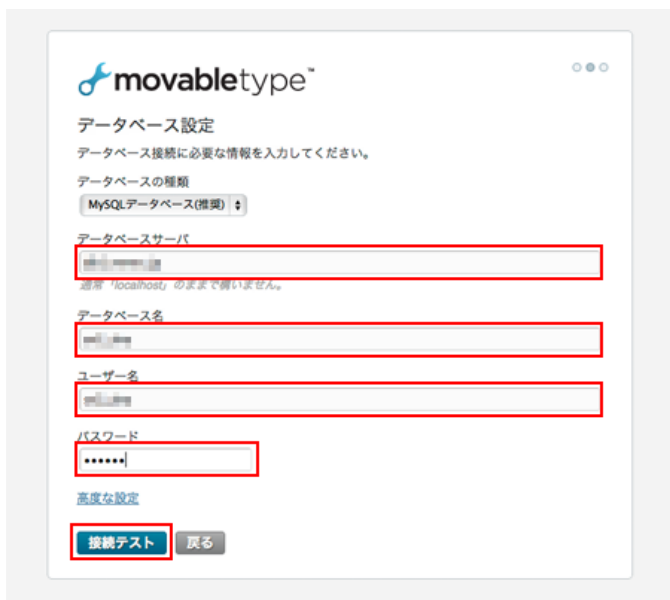 movabletype™
データベース設定
データベース接続に必要な情報を入力してください。
データベースの種類
MySQLデータベース(推奨)
データベースサーバ
通常「localhost」のままで構いません。
データベース名
ユーザー名
パスワード
••••••
高度な設定
接続テスト 戻る